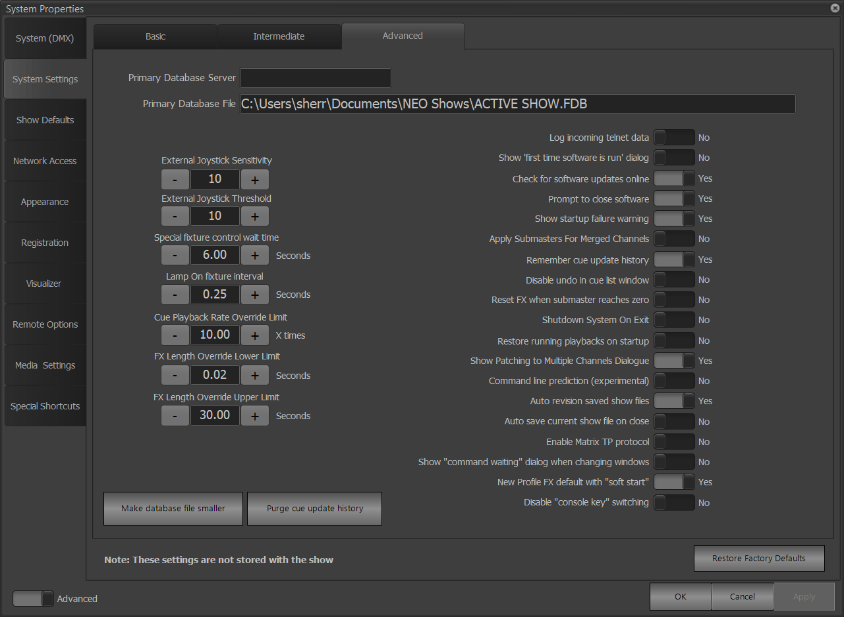 System Properties
System (DMX)
System Settings
Show Defaults
Network Access
Appearance
Registration
Visualizer
Remote Options
Media Settings
Special Shortcuts
Basic
Intermediate
Advanced
Primary Database Server
Primary Database File C:\Users\sherr\Documents\NEO Shows\ACTIVE SHOW.FDB
External Joystick Sensitivity
- 10 +
External Joystick Threshold
- 10 +
Special fixture control wait time
- 6.00 + Seconds
Lamp On fixture interval
- 0.25 + Seconds
Cue Playback Rate Override Limit
- 10.00 + X times
FX Length Override Lower Limit
- 0.02 + Seconds
FX Length Override Upper Limit
- 30.00 + Seconds
Log incoming telnet data No
Show 'first time software is run' dialog No
Check for software updates online Yes
Prompt to close software Yes
Show startup failure warning Yes
Apply Submasters For Merged Channels No
Remember cue update history Yes
Disable undo in cue list window No
Reset FX when submaster reaches zero No
Shutdown System On Exit No
Restore running playbacks on startup No
Show Patching to Multiple Channels Dialogue Yes
Command line prediction (experimental) No
Auto revision saved show files Yes
Auto save current show file on close No
Enable Matrix TP protocol No
Show "command waiting" dialog when changing windows No
New Profile FX default with "soft start" Yes
Disable "console key" switching No
Make database file smaller
Purge cue update history
Note: These settings are not stored with the show
Restore Factory Defaults
Advanced
OK
Cancel
Apply